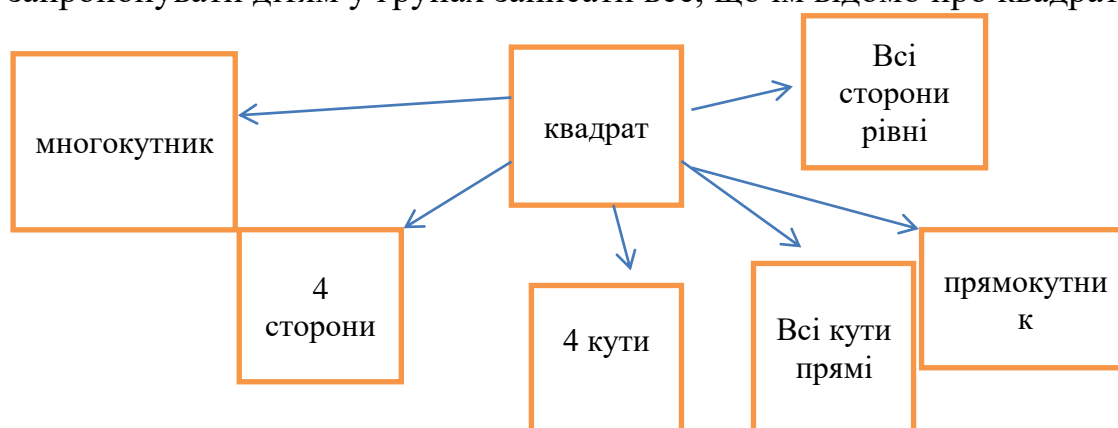 запропонувати дітям у групах записати все, що їм відомо про квадрат
Всі
сторони
рівні
квадрат
многокутник
4
сторони
4 кути
Всі кути
прямі
прямокутни
к